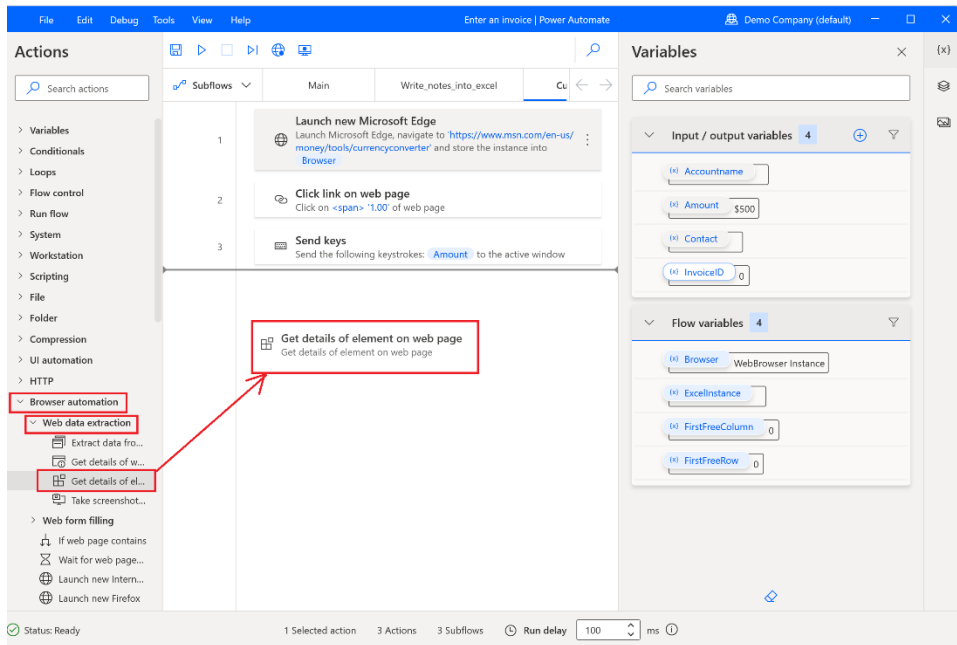 File Edit Debug Tools View Help Enter an invoice | Power Automate Demo Company (default)
Actions
Search actions
Variables
Conditionals
Loops
Flow control
Run flow
System
Workstation
Scripting
File
Folder
Compression
UI automation
HTTP
Browser automation
Web data extraction
Extract data fro...
Get details of w...
Get details of el...
Take screenshot...
Web form filling
If web page contains
Wait for web page...
Launch new Intern...
Launch new Firefox
Subflows Main Write_notes_into_excel Cu
1
Launch new Microsoft Edge
Launch Microsoft Edge, navigate to 'https://www.msn.com/en-us/
money/tools/currencyconverter' and store the instance into
Browser
2
Click link on web page
Click on <span> '1.00' of web page
3
Send keys
Send the following keystrokes: Amount to the active window
Get details of element on web page
Get details of element on web page
Variables
{x}
Search variables
Input / output variables 4
(x) Accountname
(x) Amount $500
(x) Contact
(x) InvoiceID 0
Flow variables 4
(x) Browser WebBrowser Instance
(x) ExcelInstance
(x) FirstFreeColumn 0
(x) FirstFreeRow 0
Status: Ready 1 Selected action 3 Actions 3 Subflows Run delay 100 ms